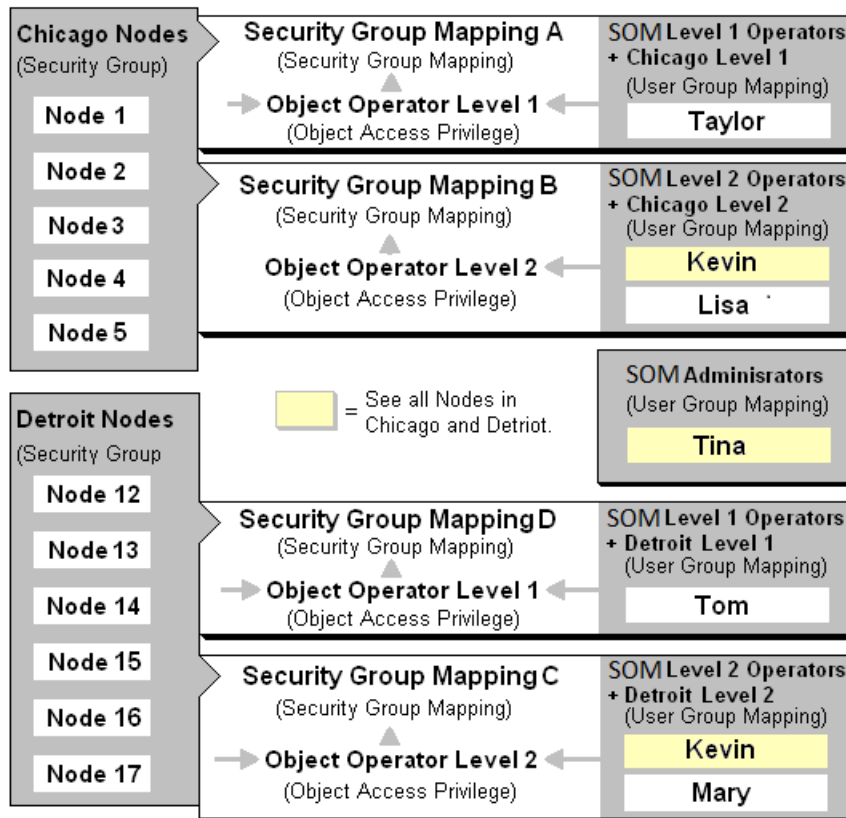 Chicago Nodes
(Security Group)
Node 1
Node 2
Node 3
Node 4
Node 5
Security Group Mapping A
(Security Group Mapping)
Object Operator Level 1
(Object Access Privilege)
SOM Level 1 Operators
+ Chicago Level 1
(User Group Mapping)
Taylor
Security Group Mapping B
(Security Group Mapping)
Object Operator Level 2
(Object Access Privilege)
SOM Level 2 Operators
+ Chicago Level 2
(User Group Mapping)
Kevin
Lisa
= See all Nodes in
Chicago and Detriot.
SOM Adminisrators
(User Group Mapping)
Tina
Detroit Nodes
(Security Group
Node 12
Node 13
Node 14
Node 15
Node 16
Node 17
Security Group Mapping D
(Security Group Mapping)
Object Operator Level 1
(Object Access Privilege)
SOM Level 1 Operators
+ Detroit Level 1
(User Group Mapping)
Tom
Security Group Mapping C
(Security Group Mapping)
Object Operator Level 2
(Object Access Privilege)
SOM Level 2 Operators
+ Detroit Level 2
(User Group Mapping)
Kevin
Mary